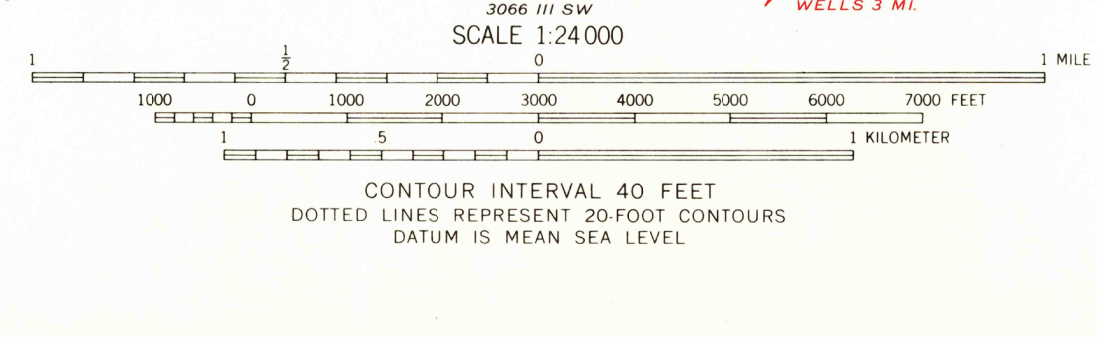 3066 III SW
WELLS 3 MI.
SCALE 1:24 000
1 1/2 0 1 MILE
1000 0 1000 2000 3000 4000 5000 6000 7000 FEET
1 .5 0 1 KILOMETER
CONTOUR INTERVAL 40 FEET
DOTTED LINES REPRESENT 20-FOOT CONTOURS
DATUM IS MEAN SEA LEVEL